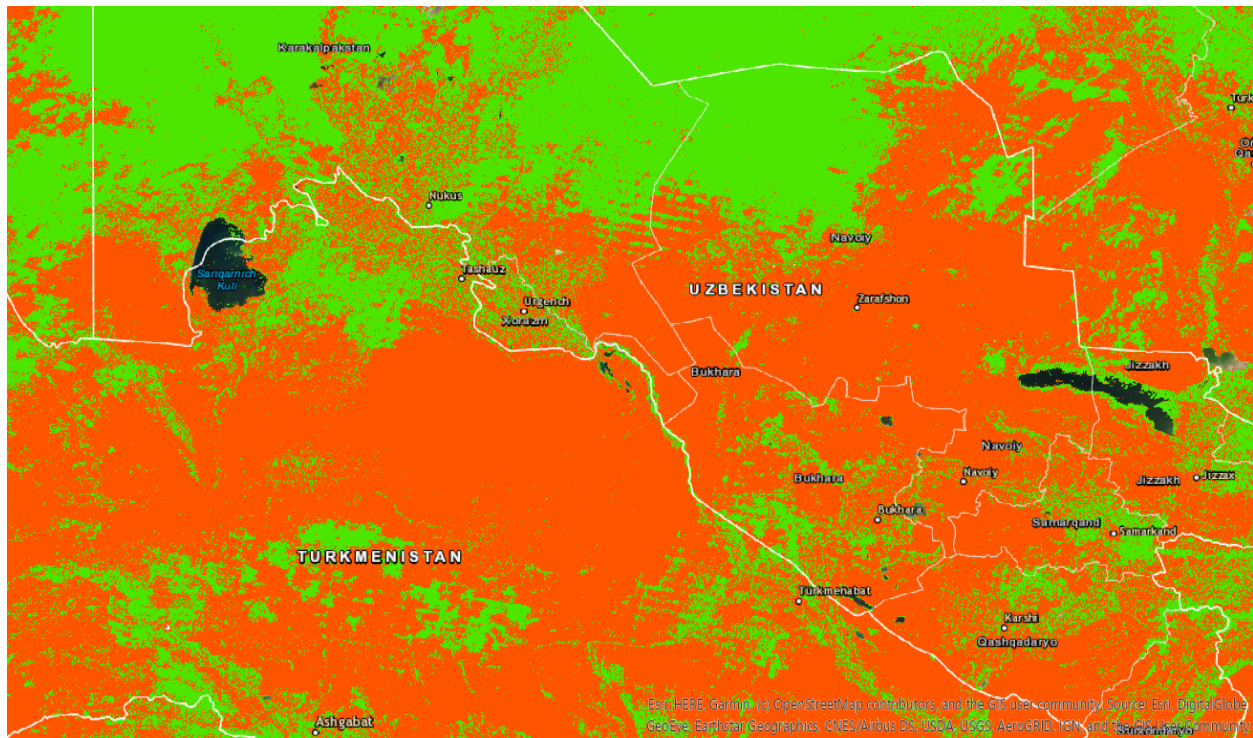 Karakalpakstan
Turk
Nukus
Navoiy
Sarıqamich
Kuli
Tashauz
UZBEKISTAN
Urgench
Zarafshon
Xorazm
Bukhara
Jizzakh
Navoiy
Navoiy
Bukhara
Jizzakh
Jizzax
Bukhara
Samarqand
Samarkand
TURKMENISTAN
Turkmenabat
Karshi
Qashqadaryo
Ashgabat
Esri, HERE, Garmin, (c) OpenStreetMap contributors, and the GIS user community, Source: Esri, DigitalGlobe,
GeoEye, Earthstar Geographics, CNES/Airbus DS, USDA, USGS, AeroGRID, IGN, and the GIS User Community